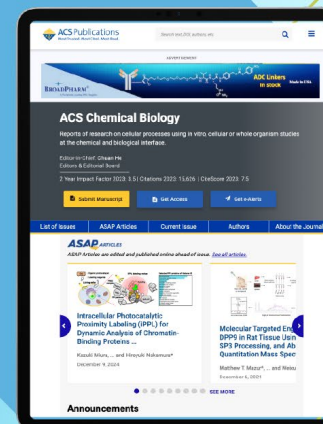 ACS Publications
Most Trusted. Most Cited. Most Read.
ADVERTISEMENT
BROADPHARM
ADC Linkers
in stock
Made in USA
ACS Chemical Biology
Reports of research on cellular processes using in vitro, cellular or whole organism studies
at the chemical and biological interface.
Editor-in-Chief: Chuan He
Editors & Editorial Board
2 Year Impact Factor 2023: 3.5 | Citations 2023: 15,626 | CiteScore 2023: 7.5
Submit Manuscript
Get Access
Get e-Alerts
List of Issues
ASAP Articles
Current Issue
Authors
About the Journal
ASAP ARTICLES
ASAP Articles are edited and published online ahead of issue. See all articles.
Intracellular Photocatalytic
Proximity Labeling (iPPL) for
Dynamic Analysis of Chromatin-
Binding Proteins ...
Kazuki Miura, ... and Hiroyuki Nakamura*
December 9, 2024
Molecular Targeted Eng
DPP9 in Rat Tissue Usin
SP3 Processing, and Ab
Quantitation Mass Spec
Matthew T. Mazur*, ... and
December 6, 2024
SEE MORE
Announcements